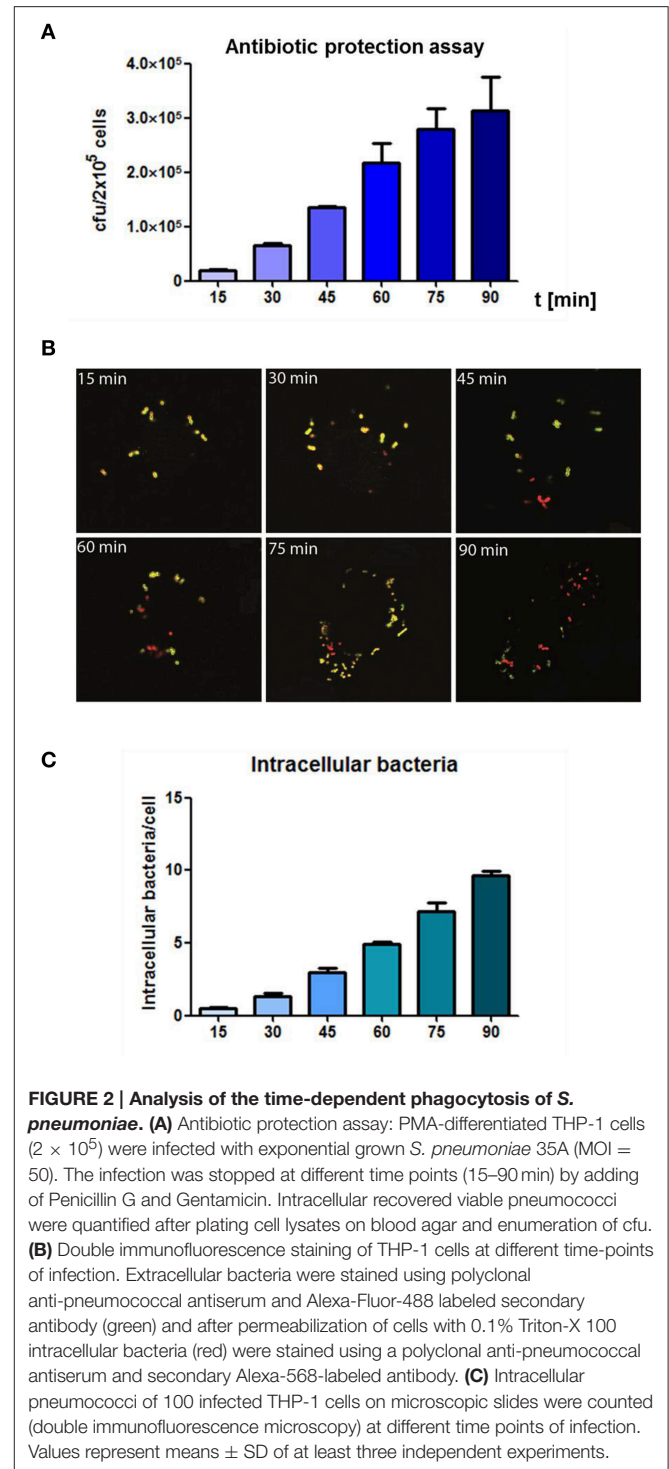 A
Antibiotic protection assay
cfu/2x10⁵ cells
4.0×10⁵
3.0×10⁵
2.0×10⁵
1.0×10⁵
0
15 30 45 60 75 90 t [min]
B
15 min 30 min 45 min
60 min 75 min 90 min
C
Intracellular bacteria
Intracellular bacteria/cell
15
10
5
0
15 30 45 60 75 90
FIGURE 2 | Analysis of the time-dependent phagocytosis of S.
pneumoniae. (A) Antibiotic protection assay: PMA-differentiated THP-1 cells
(2 × 10⁵) were infected with exponential grown S. pneumoniae 35A (MOI =
50). The infection was stopped at different time points (15–90 min) by adding
of Penicillin G and Gentamicin. Intracellular recovered viable pneumococci
were quantified after plating cell lysates on blood agar and enumeration of cfu.
(B) Double immunofluorescence staining of THP-1 cells at different time-points
of infection. Extracellular bacteria were stained using polyclonal
anti-pneumococcal antiserum and Alexa-Fluor-488 labeled secondary
antibody (green) and after permeabilization of cells with 0.1% Triton-X 100
intracellular bacteria (red) were stained using a polyclonal anti-pneumococcal
antiserum and secondary Alexa-568-labeled antibody. (C) Intracellular
pneumococci of 100 infected THP-1 cells on microscopic slides were counted
(double immunofluorescence microscopy) at different time points of infection.
Values represent means ± SD of at least three independent experiments.